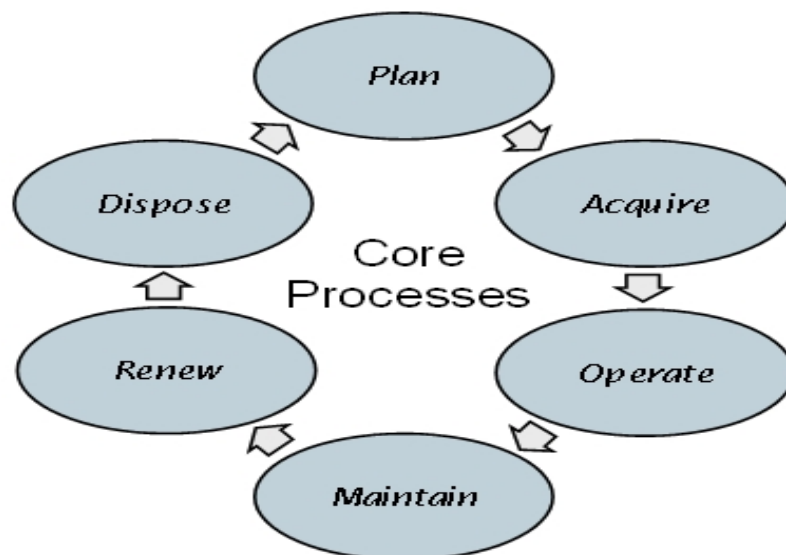 Plan
Acquire
Operate
Maintain
Renew
Dispose
Core
Processes